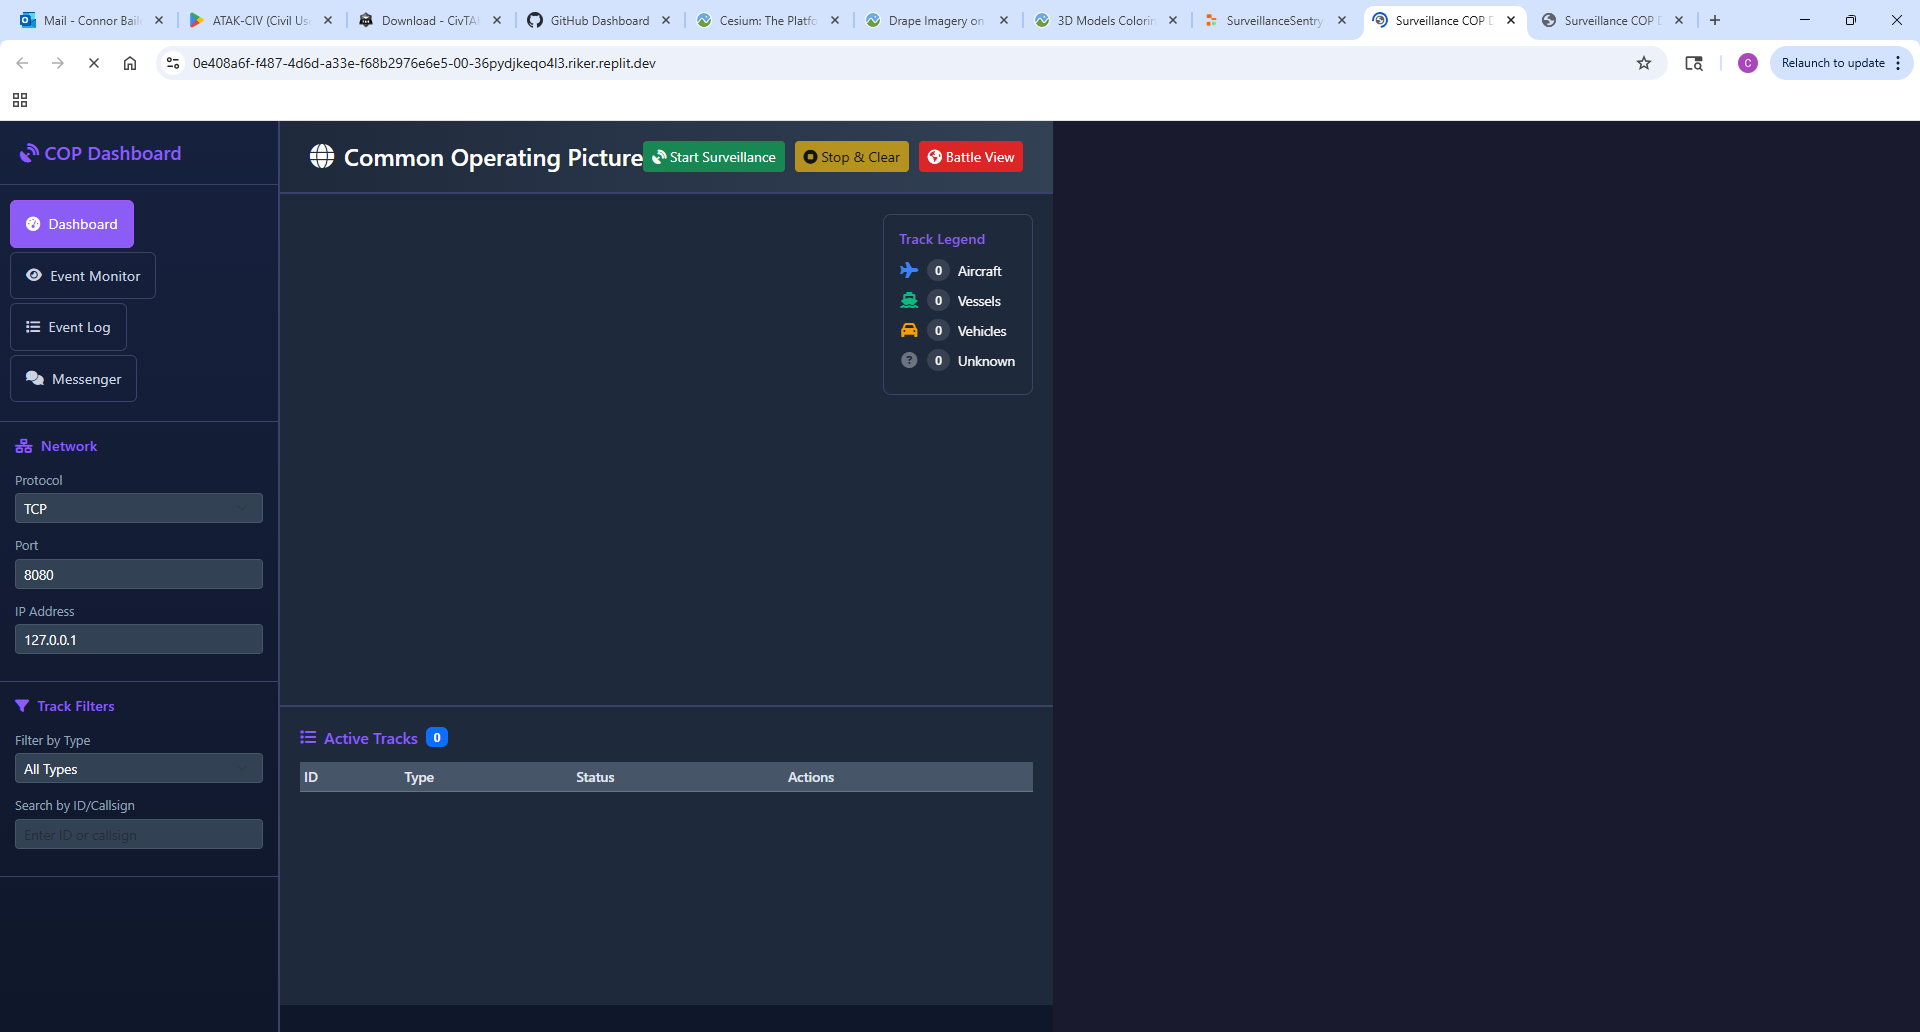 Mail - Connor Bail
ATAK-CIV (Civil Us
Download - CivTA
GitHub Dashboard
Cesium: The Platfo
Drape Imagery on
3D Models Colorin
SurveillanceSentry
Surveillance COP D
Surveillance COP D
0e408a6f-f487-4d6d-a33e-f68b2976e6e5-00-36pydjkeqo4l3.riker.replit.dev
C
Relaunch to update
COP Dashboard
Common Operating Picture
Start Surveillance
Stop & Clear
Battle View
Dashboard
Event Monitor
Event Log
Messenger
Track Legend
0 Aircraft
0 Vessels
0 Vehicles
? 0 Unknown
Network
Protocol
TCP
Port
8080
IP Address
127.0.0.1
Track Filters
Filter by Type
All Types
Search by ID/Callsign
Enter ID or callsign
Active Tracks 0
ID Type Status Actions